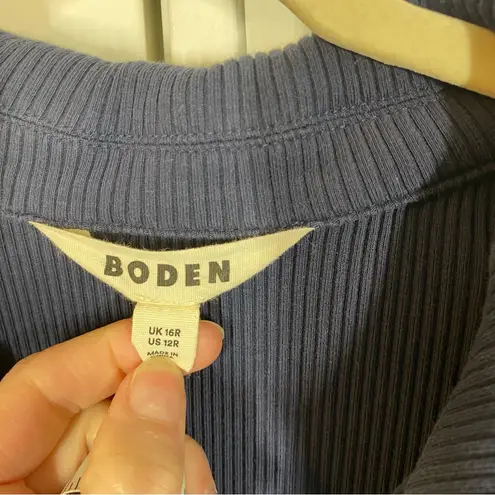 BODEN
UK 16R
US 12R
MADE IN